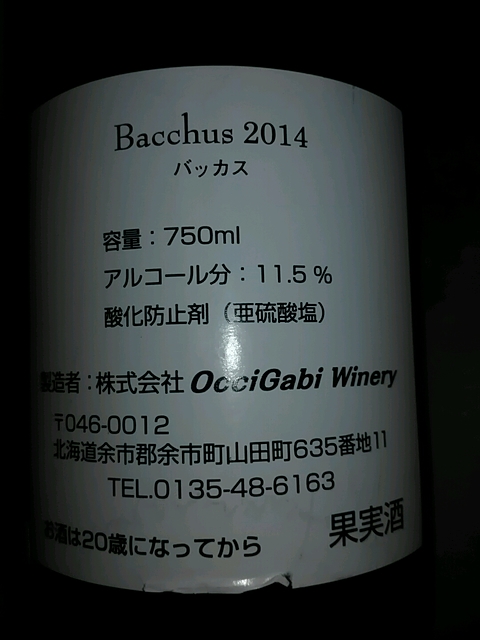 Bacchus 2014
バッカス
容量：750ml
アルコール分：11.5％
酸化防止剤（亜硫酸塩）
製造者：株式会社 OcciGabi Winery
〒046-0012
北海道余市郡余市町山田町635番地11
TEL.0135-48-6163
お酒は20歳になってから
果実酒